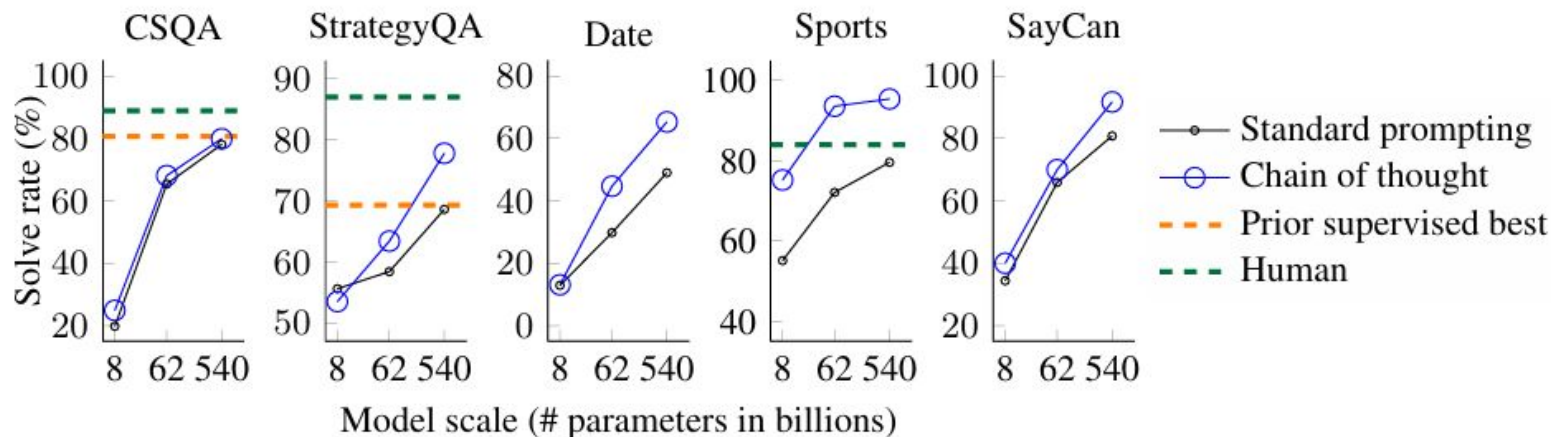 CSQA
StrategyQA
Date
Sports
SayCan
Solve rate (%)
100
80
60
40
20
8 62 540
90
80
70
60
50
8 62 540
80
60
40
20
0
8 62 540
100
80
60
40
8 62 540
100
80
60
40
20
8 62 540
Model scale (# parameters in billions)
Standard prompting
Chain of thought
Prior supervised best
Human